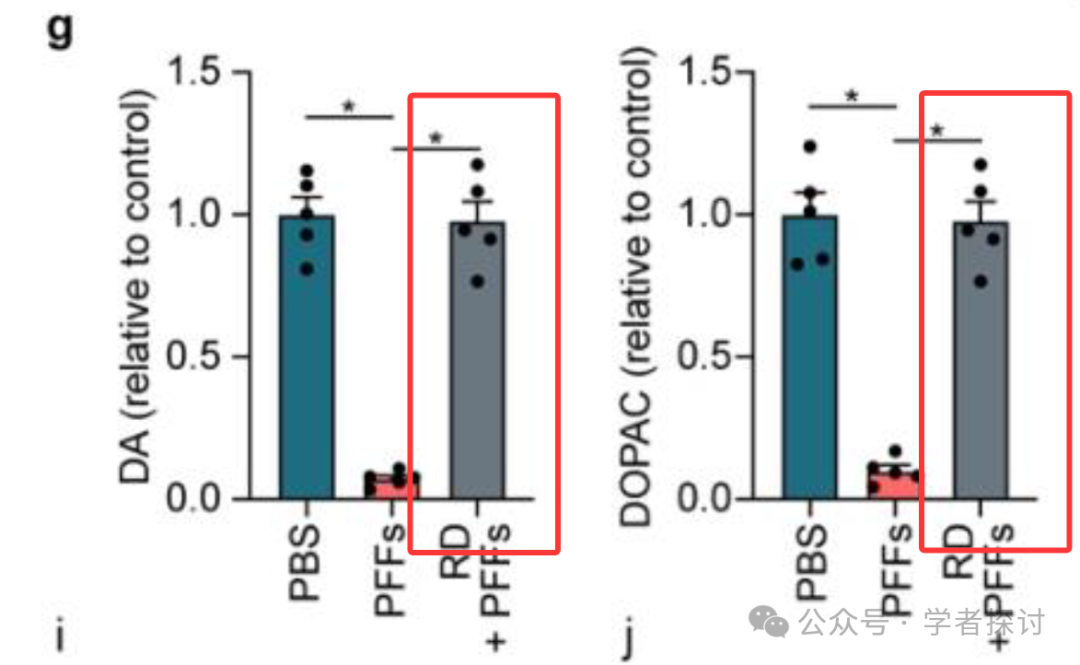 g
DA (relative to control)
1.5
1.0
0.5
0.0
*
*
PBS
PFFs
RD
+ PFFs
DOPAC (relative to control)
1.5
1.0
0.5
0.0
*
*
PBS
PFFs
RD
+ PFFs
i
j
公众号 · 学者探讨